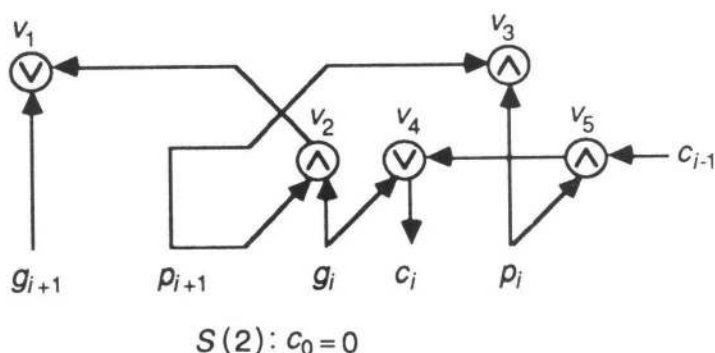 v₁ v₃
∨ ∧
v₂ v₄ v₅
∧ ∨ ∧ cᵢ₋₁
gᵢ₊₁ pᵢ₊₁ gᵢ cᵢ pᵢ
S(2): c₀ = 0